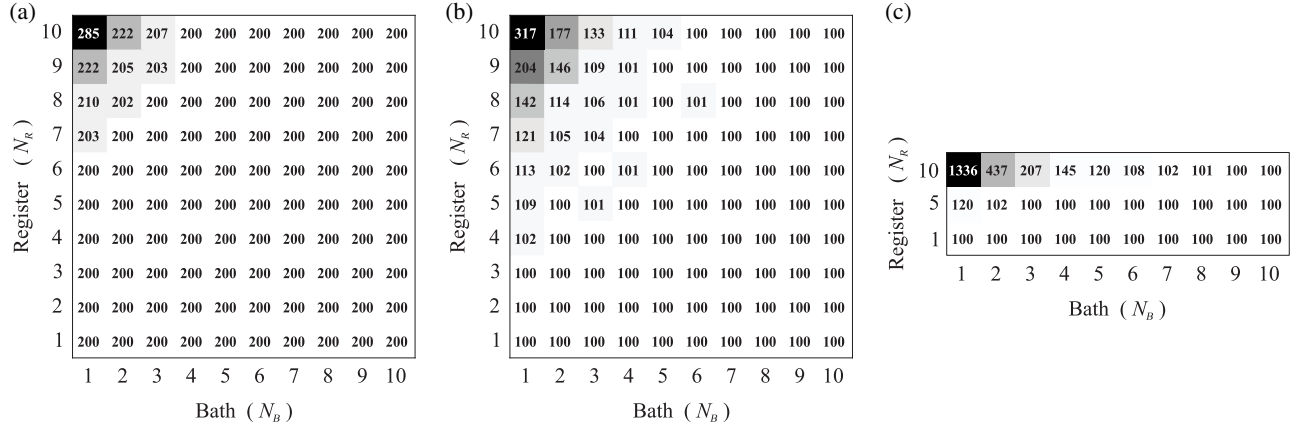 (a)
10 285 222 207 200 200 200 200 200 200 200
9 222 205 203 200 200 200 200 200 200 200
8 210 202 200 200 200 200 200 200 200 200
7 203 200 200 200 200 200 200 200 200 200
6 200 200 200 200 200 200 200 200 200 200
5 200 200 200 200 200 200 200 200 200 200
4 200 200 200 200 200 200 200 200 200 200
3 200 200 200 200 200 200 200 200 200 200
2 200 200 200 200 200 200 200 200 200 200
1 200 200 200 200 200 200 200 200 200 200
1 2 3 4 5 6 7 8 9 10
Register ( N_R )
Bath ( N_B )
(b)
10 317 177 133 111 104 100 100 100 100 100
9 204 146 109 101 100 100 100 100 100 100
8 142 114 106 101 100 101 100 100 100 100
7 121 105 104 100 100 100 100 100 100 100
6 113 102 100 101 100 100 100 100 100 100
5 109 100 101 100 100 100 100 100 100 100
4 102 100 100 100 100 100 100 100 100 100
3 100 100 100 100 100 100 100 100 100 100
2 100 100 100 100 100 100 100 100 100 100
1 100 100 100 100 100 100 100 100 100 100
1 2 3 4 5 6 7 8 9 10
Register ( N_R )
Bath ( N_B )
(c)
10 1336 437 207 145 120 108 102 101 100 100
5 120 102 100 100 100 100 100 100 100 100
1 100 100 100 100 100 100 100 100 100 100
1 2 3 4 5 6 7 8 9 10
Register ( N_R )
Bath ( N_B )